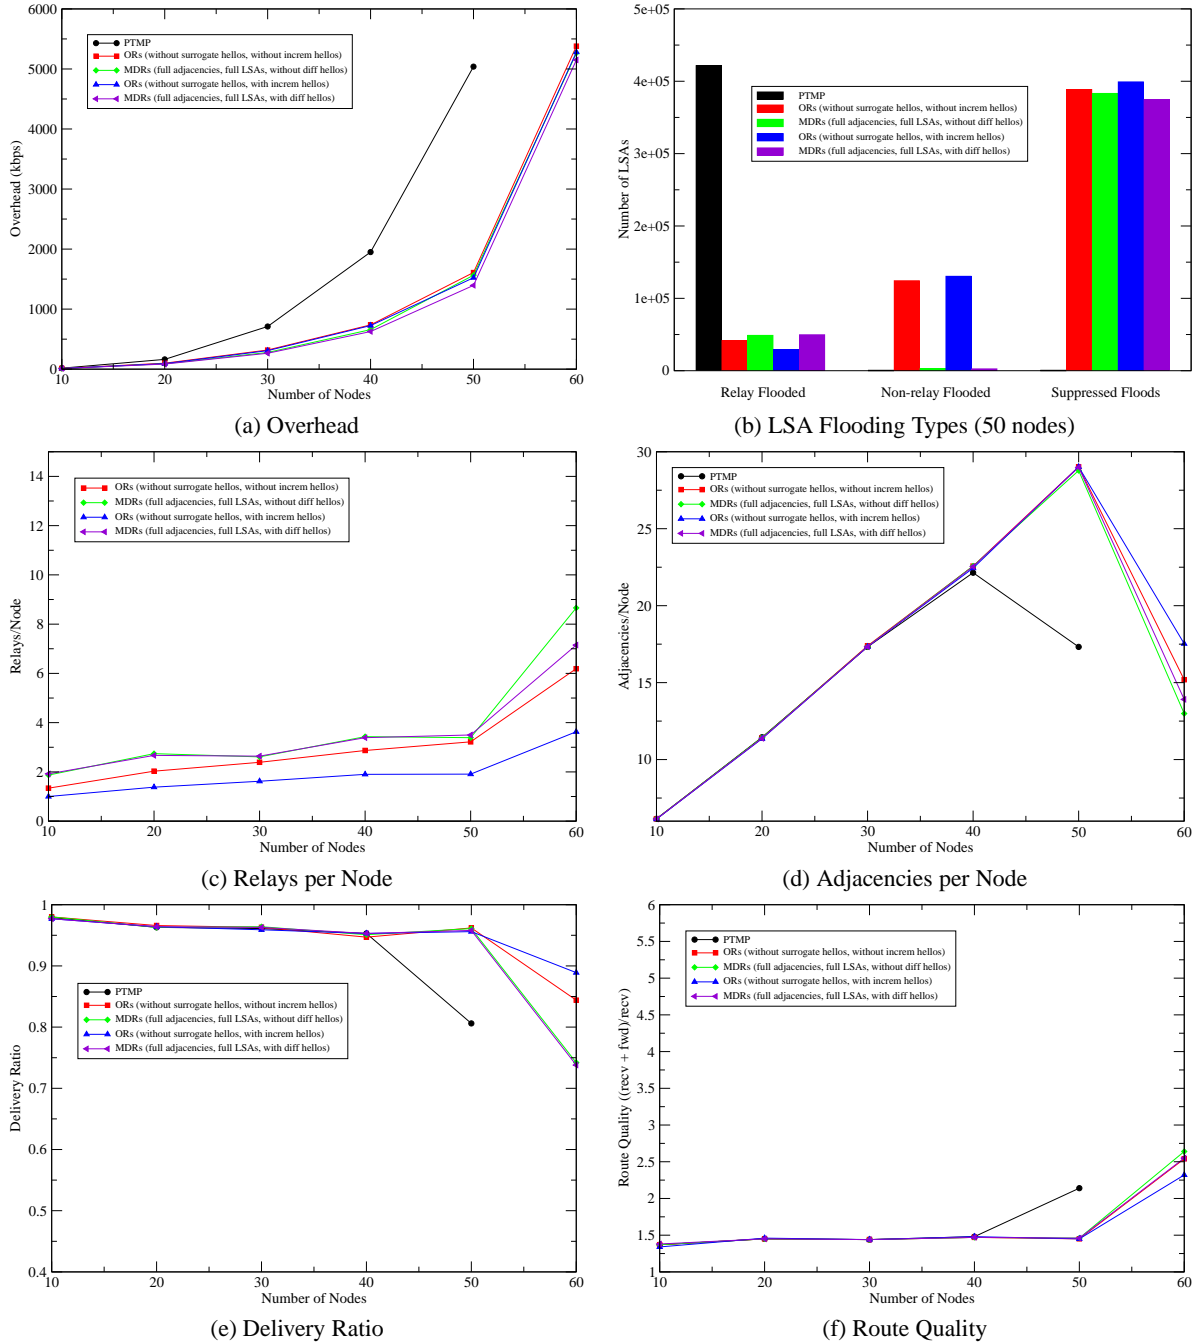 6000
5000
4000
3000
2000
1000
0
Overhead (kbps)
PTMP
ORs (without surrogate hellos, without increm hellos)
MDRs (full adjacencies, full LSAs, without diff hellos)
ORs (without surrogate hellos, with increm hellos)
MDRs (full adjacencies, full LSAs, with diff hellos)
10 20 30 40 50 60
Number of Nodes
(a) Overhead
5e+05
4e+05
3e+05
2e+05
1e+05
0
Number of LSAs
PTMP
ORs (without surrogate hellos, without increm hellos)
MDRs (full adjacencies, full LSAs, without diff hellos)
ORs (without surrogate hellos, with increm hellos)
MDRs (full adjacencies, full LSAs, with diff hellos)
Relay Flooded Non-relay Flooded Suppressed Floods
(b) LSA Flooding Types (50 nodes)
14
12
10
8
6
4
2
0
Relays/Node
ORs (without surrogate hellos, without increm hellos)
MDRs (full adjacencies, full LSAs, without diff hellos)
ORs (without surrogate hellos, with increm hellos)
MDRs (full adjacencies, full LSAs, with diff hellos)
10 20 30 40 50 60
Number of Nodes
(c) Relays per Node
30
25
20
15
10
Adjacencies/Node
PTMP
ORs (without surrogate hellos, without increm hellos)
MDRs (full adjacencies, full LSAs, without diff hellos)
ORs (without surrogate hellos, with increm hellos)
MDRs (full adjacencies, full LSAs, with diff hellos)
10 20 30 40 50 60
Number of Nodes
(d) Adjacencies per Node
1
0.9
0.8
0.7
0.6
0.5
0.4
Delivery Ratio
PTMP
ORs (without surrogate hellos, without increm hellos)
MDRs (full adjacencies, full LSAs, without diff hellos)
ORs (without surrogate hellos, with increm hellos)
MDRs (full adjacencies, full LSAs, with diff hellos)
10 20 30 40 50 60
Number of Nodes
(e) Delivery Ratio
6
5.5
5
4.5
4
3.5
3
2.5
2
1.5
1
Route Quality ((recv + fwd)/recv)
PTMP
ORs (without surrogate hellos, without increm hellos)
MDRs (full adjacencies, full LSAs, without diff hellos)
ORs (without surrogate hellos, with increm hellos)
MDRs (full adjacencies, full LSAs, with diff hellos)
10 20 30 40 50 60
Number of Nodes
(f) Route Quality